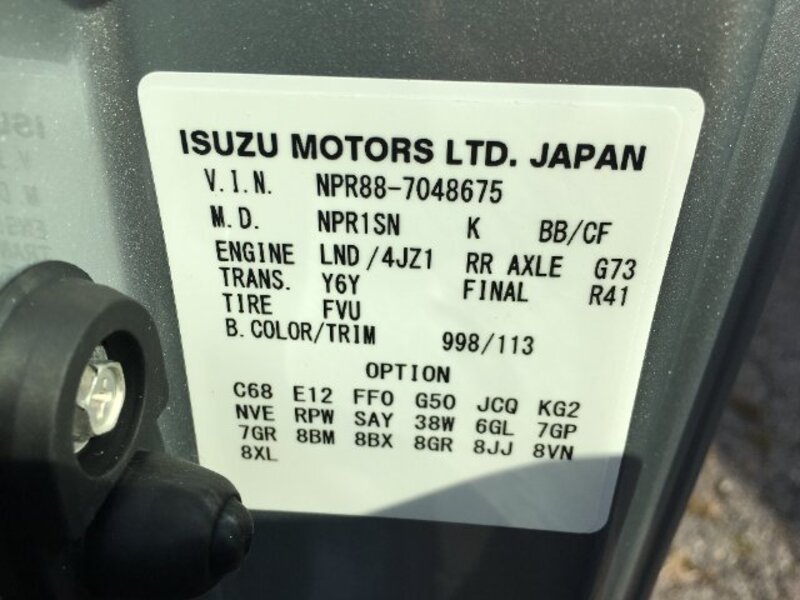 ISUZU MOTORS LTD. JAPAN
V.I.N. NPR88-7048675
M.D. NPR1SN K BB/CF
ENGINE LND/4JZ1 RR AXLE G73
TRANS. Y6Y FINAL R41
TIRE FVU
B.COLOR/TRIM 998/113
OPTION
C68 E12 FF0 G50 JCQ KG2
NVE RPW SAY 38W 6GL 7GP
7GR 8BM 8BX 8GR 8JJ 8VN
8XL